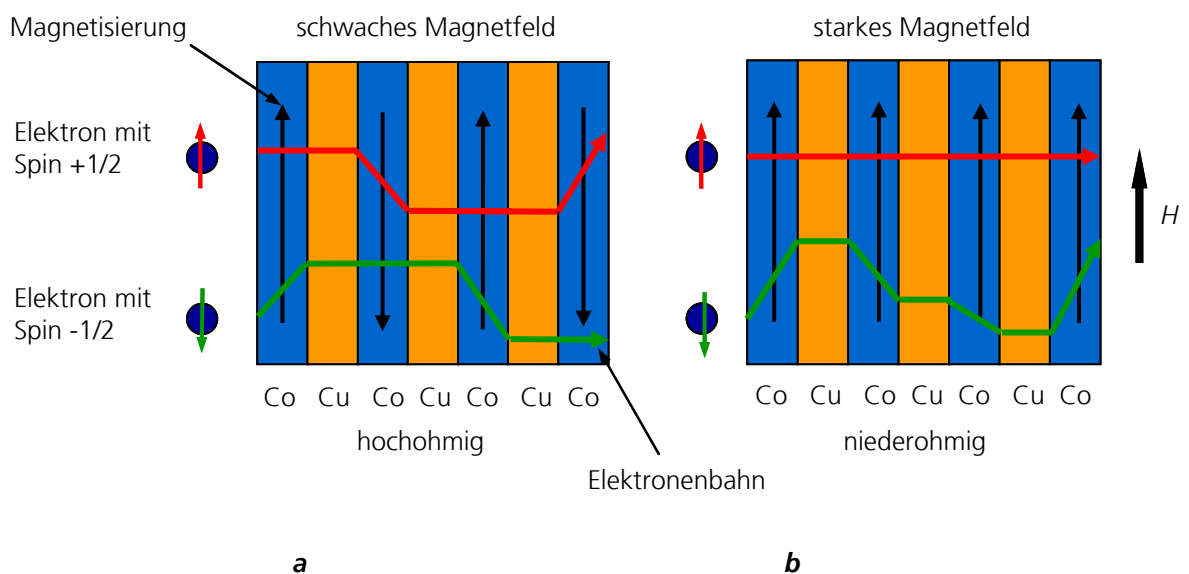 Magnetisierung
schwaches Magnetfeld
starkes Magnetfeld
Elektron mit
Spin +1/2
H
Elektron mit
Spin -1/2
Co Cu Co Cu Co Cu Co
Co Cu Co Cu Co Cu Co
hochohmig
niederohmig
Elektronenbahn
a
b